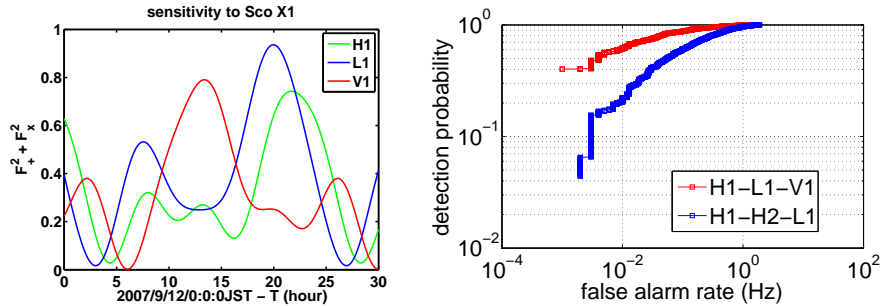 sensitivity to Sco X1
F₊² + Fₓ²
1
0.8
0.6
0.4
0.2
0
0 5 10 15 20 25 30
2007/9/12/0:0:0JST − T (hour)
H1
L1
V1
detection probability
10⁰
10⁻¹
10⁻²
10⁻⁴ 10⁻² 10⁰ 10²
false alarm rate (Hz)
H1−L1−V1
H1−H2−L1